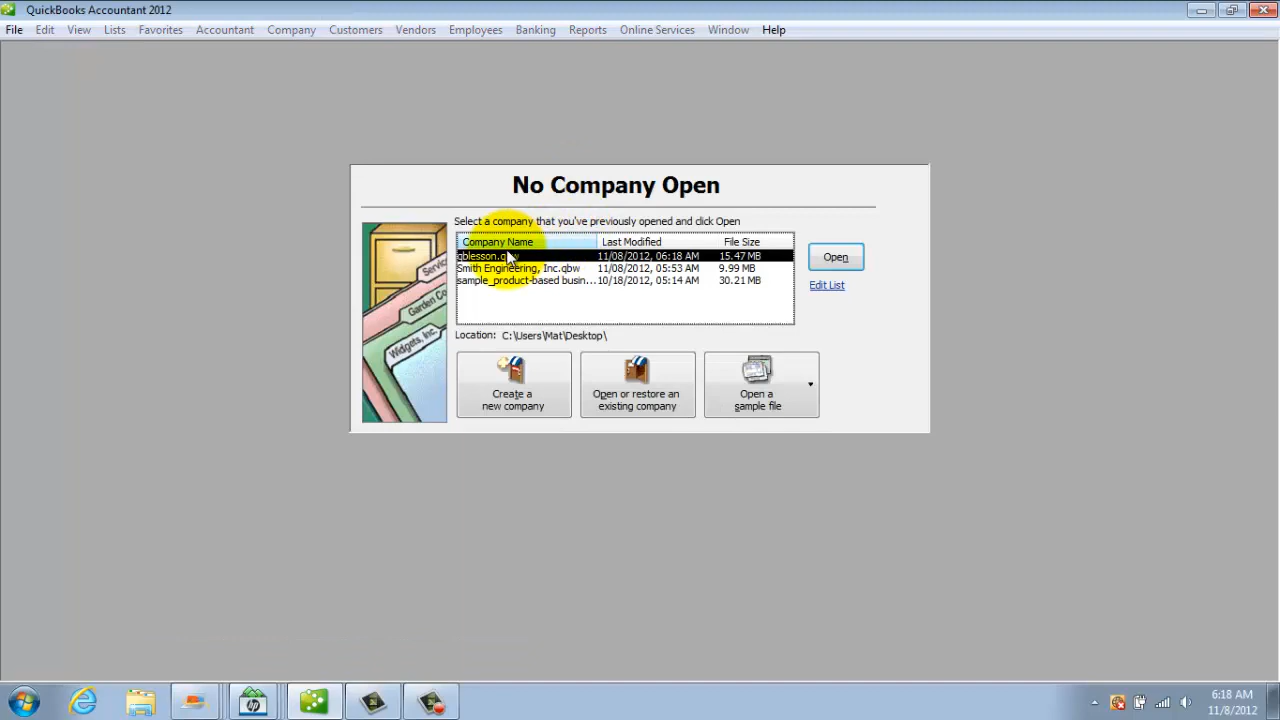 QuickBooks Accountant 2012
File Edit View Lists Favorites Accountant Company Customers Vendors Employees Banking Reports Online Services Window Help
No Company Open
Select a company that you've previously opened and click Open
Company Name Last Modified File Size
11/08/2012, 06:18 AM 15.47 MB
Open
Smith Engineering, Inc.qbw 11/08/2012, 05:53 AM 9.99 MB
sample_product-based busin... 10/18/2012, 05:14 AM 30.21 MB
Edit List
Garden Co
Widgets, Inc.
Location: C:\Users\Mat\Desktop\
Create a
new company
Open or restore an
existing company
Open a
sample file
hp
6:18 AM
11/8/2012